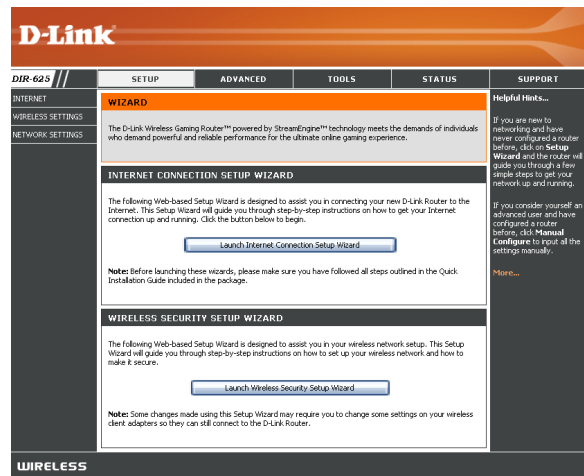 D-Link
DIR-625
SETUP
ADVANCED
TOOLS
STATUS
SUPPORT
INTERNET
WIRELESS SETTINGS
NETWORK SETTINGS
WIZARD
The D-Link Wireless Gaming Router™ powered by StreamEngine™ technology meets the demands of individuals
who demand powerful and reliable performance for the ultimate online gaming experience.
INTERNET CONNECTION SETUP WIZARD
The following Web-based Setup Wizard is designed to assist you in connecting your new D-Link Router to the
Internet. This Setup Wizard will guide you through step-by-step instructions on how to get your Internet
connection up and running. Click the button below to begin.
Launch Internet Connection Setup Wizard
Note: Before launching these wizards, please make sure you have followed all steps outlined in the Quick
Installation Guide included in the package.
WIRELESS SECURITY SETUP WIZARD
The following Web-based Setup Wizard is designed to assist you in your wireless network setup. This Setup
Wizard will guide you through step-by-step instructions on how to set up your wireless network and how to
make it secure.
Launch Wireless Security Setup Wizard
Note: Some changes made using this Setup Wizard may require you to change some settings on your wireless
client adapters so they can still connect to the D-Link Router.
Helpful Hints...
If you are new to
networking and have
never configured a router
before, click on Setup
Wizard and the router will
guide you through a few
simple steps to get your
network up and running.
If you consider yourself an
advanced user and have
configured a router
before, click Manual
Configure to input all the
settings manually.
More...
WIRELESS